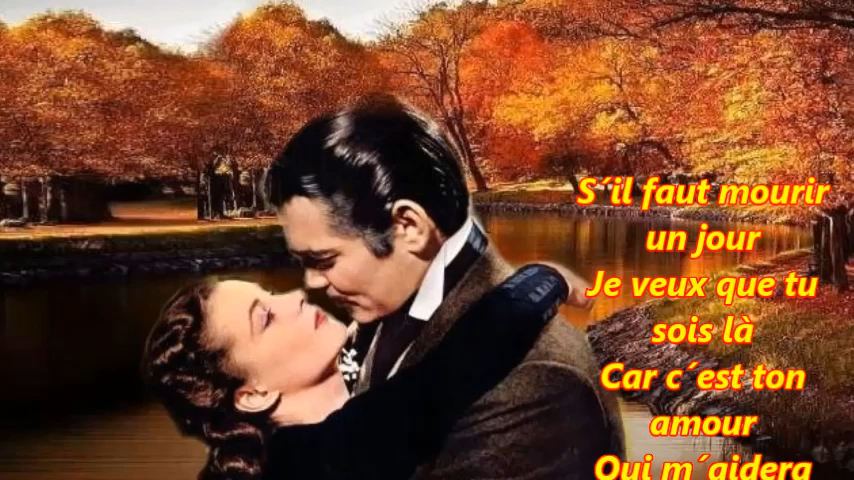 S´il faut mourir
un jour
Je veux que tu
sois là
Car c´est ton
amour
Qui m´aidera